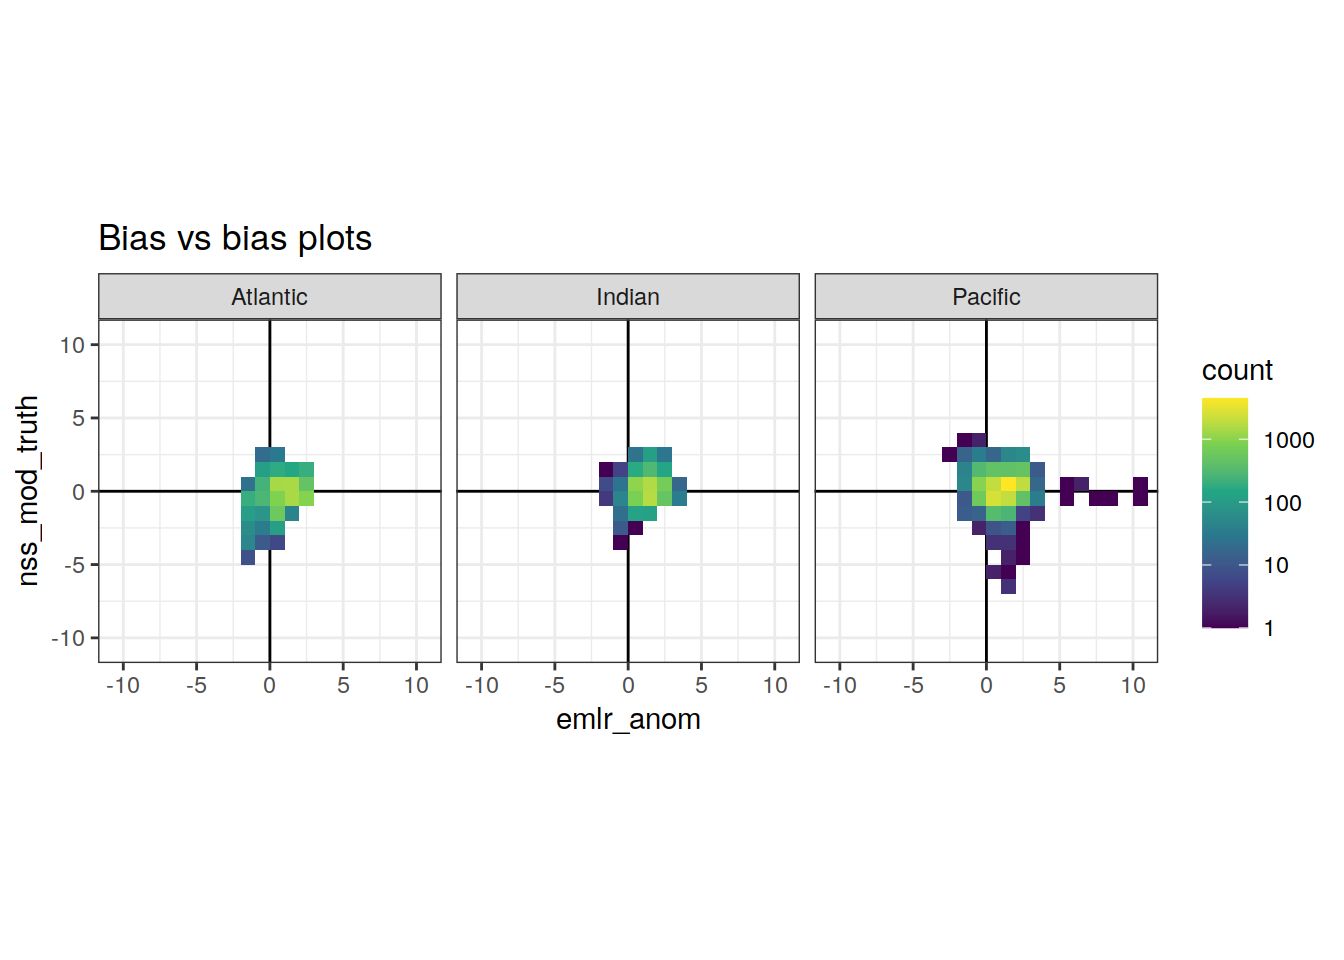 Bias vs bias plots
Atlantic
Indian
Pacific
nss_mod_truth
10
5
0
-5
-10
-10 -5 0 5 10
-10 -5 0 5 10
-10 -5 0 5 10
emlr_anom
count
1000
100
10
1